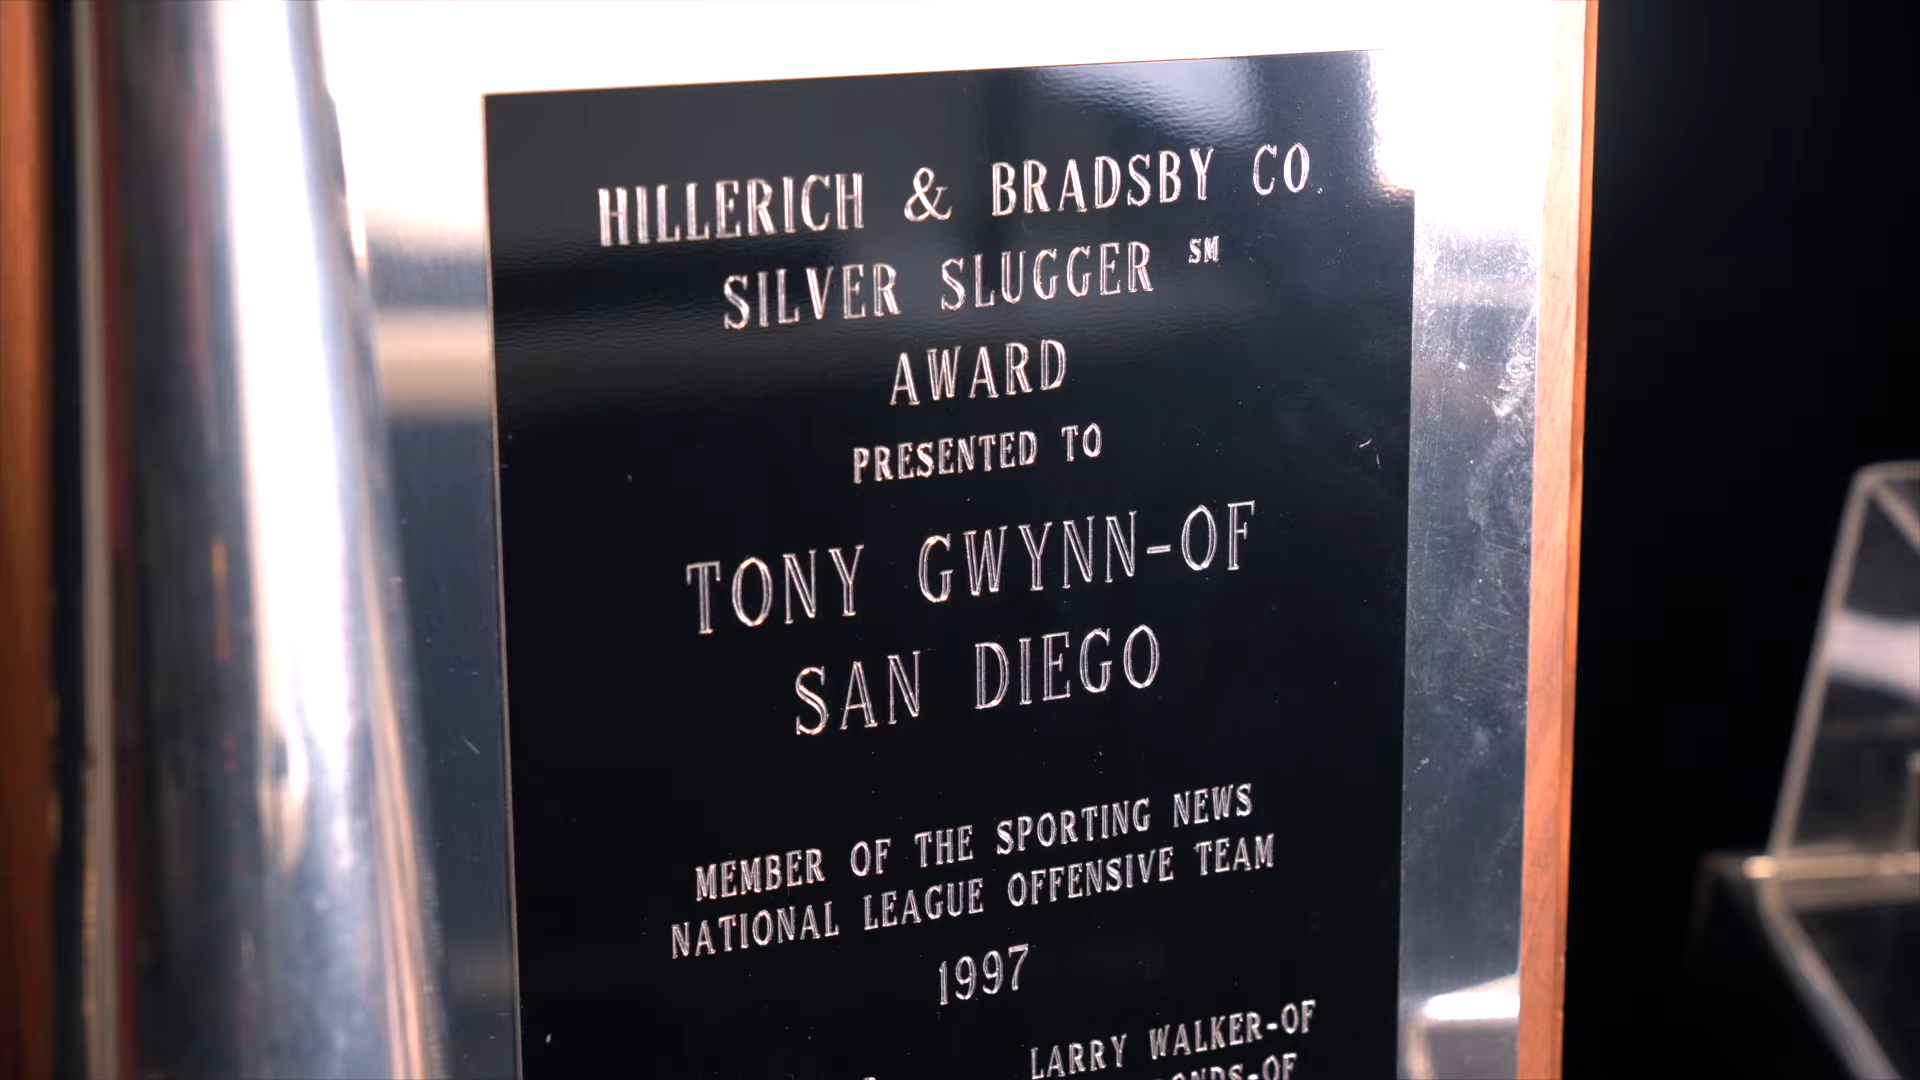 HILLERICH & BRADSBY CO.
SILVER SLUGGER SM
AWARD
PRESENTED TO
TONY GWYNN-OF
SAN DIEGO
MEMBER OF THE SPORTING NEWS
NATIONAL LEAGUE OFFENSIVE TEAM
1997
LARRY WALKER-OF